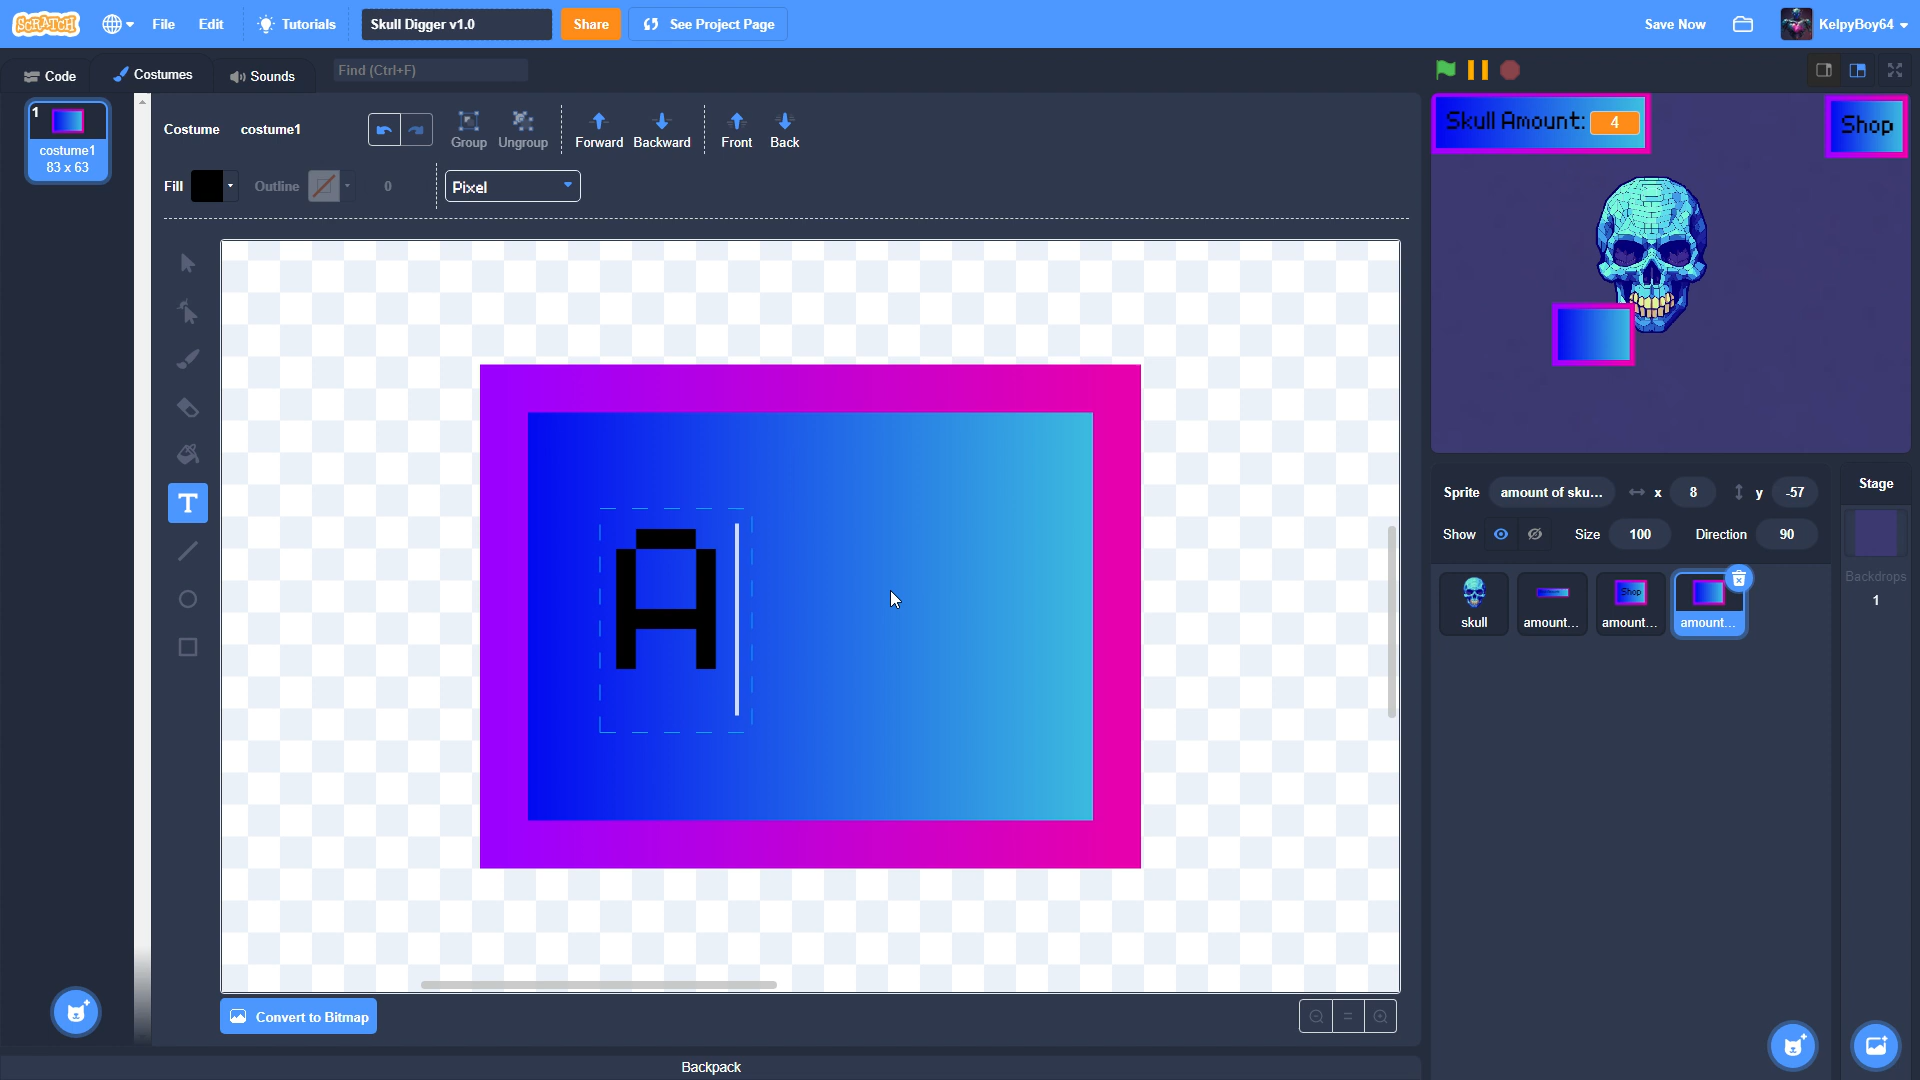 SCRATCH
File
Edit
Tutorials
Skull Digger v1.0
Share
See Project Page
Save Now
KelpyBoy64
Code
Costumes
Sounds
Find (Ctrl+F)
1
costume1
83 x 63
Costume
costume1
Group
Ungroup
Forward
Backward
Front
Back
Fill
Outline
0
Pixel
T
A
Convert to Bitmap
Backpack
Skull Amount:
4
Shop
Sprite
amount of sku...
x
8
y
-57
Show
Size
100
Direction
90
skull
amount...
Shop
amount...
amount...
Stage
Backdrops
1